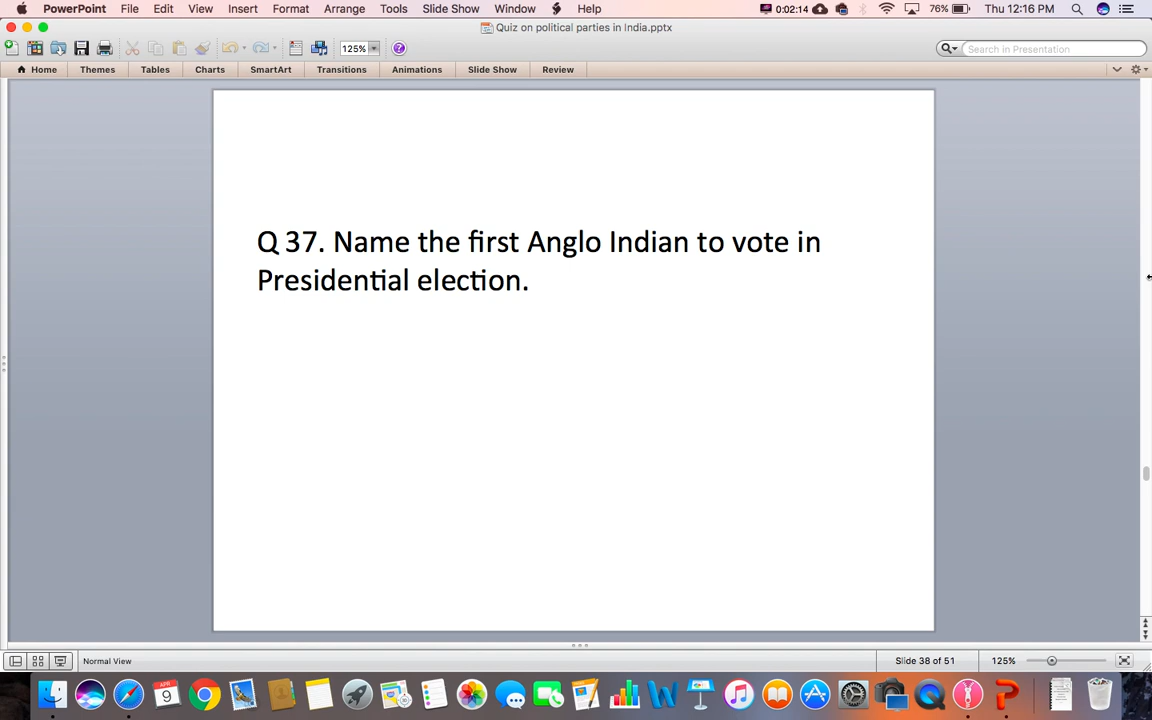 PowerPoint File Edit View Insert Format Arrange Tools Slide Show Window Help 0:02:14 76% Thu 12:16 PM
Quiz on political parties in India.pptx
125% Search in Presentation
Home Themes Tables Charts SmartArt Transitions Animations Slide Show Review
Q 37. Name the first Anglo Indian to vote in
Presidential election.
Normal View Slide 38 of 51 125%
APR
9